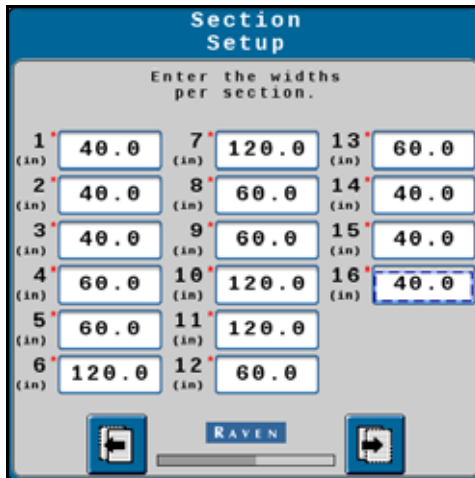 Section
Setup
Enter the widths
per section.
1 * 40.0
(in)
2 * 40.0
(in)
3 * 40.0
(in)
4 * 60.0
(in)
5 * 60.0
(in)
6 * 120.0
(in)
7 * 120.0
(in)
8 * 60.0
(in)
9 * 60.0
(in)
10 * 120.0
(in)
11 * 120.0
(in)
12 * 60.0
(in)
13 * 60.0
(in)
14 * 40.0
(in)
15 * 40.0
(in)
16 * 40.0
(in)
RAVEN